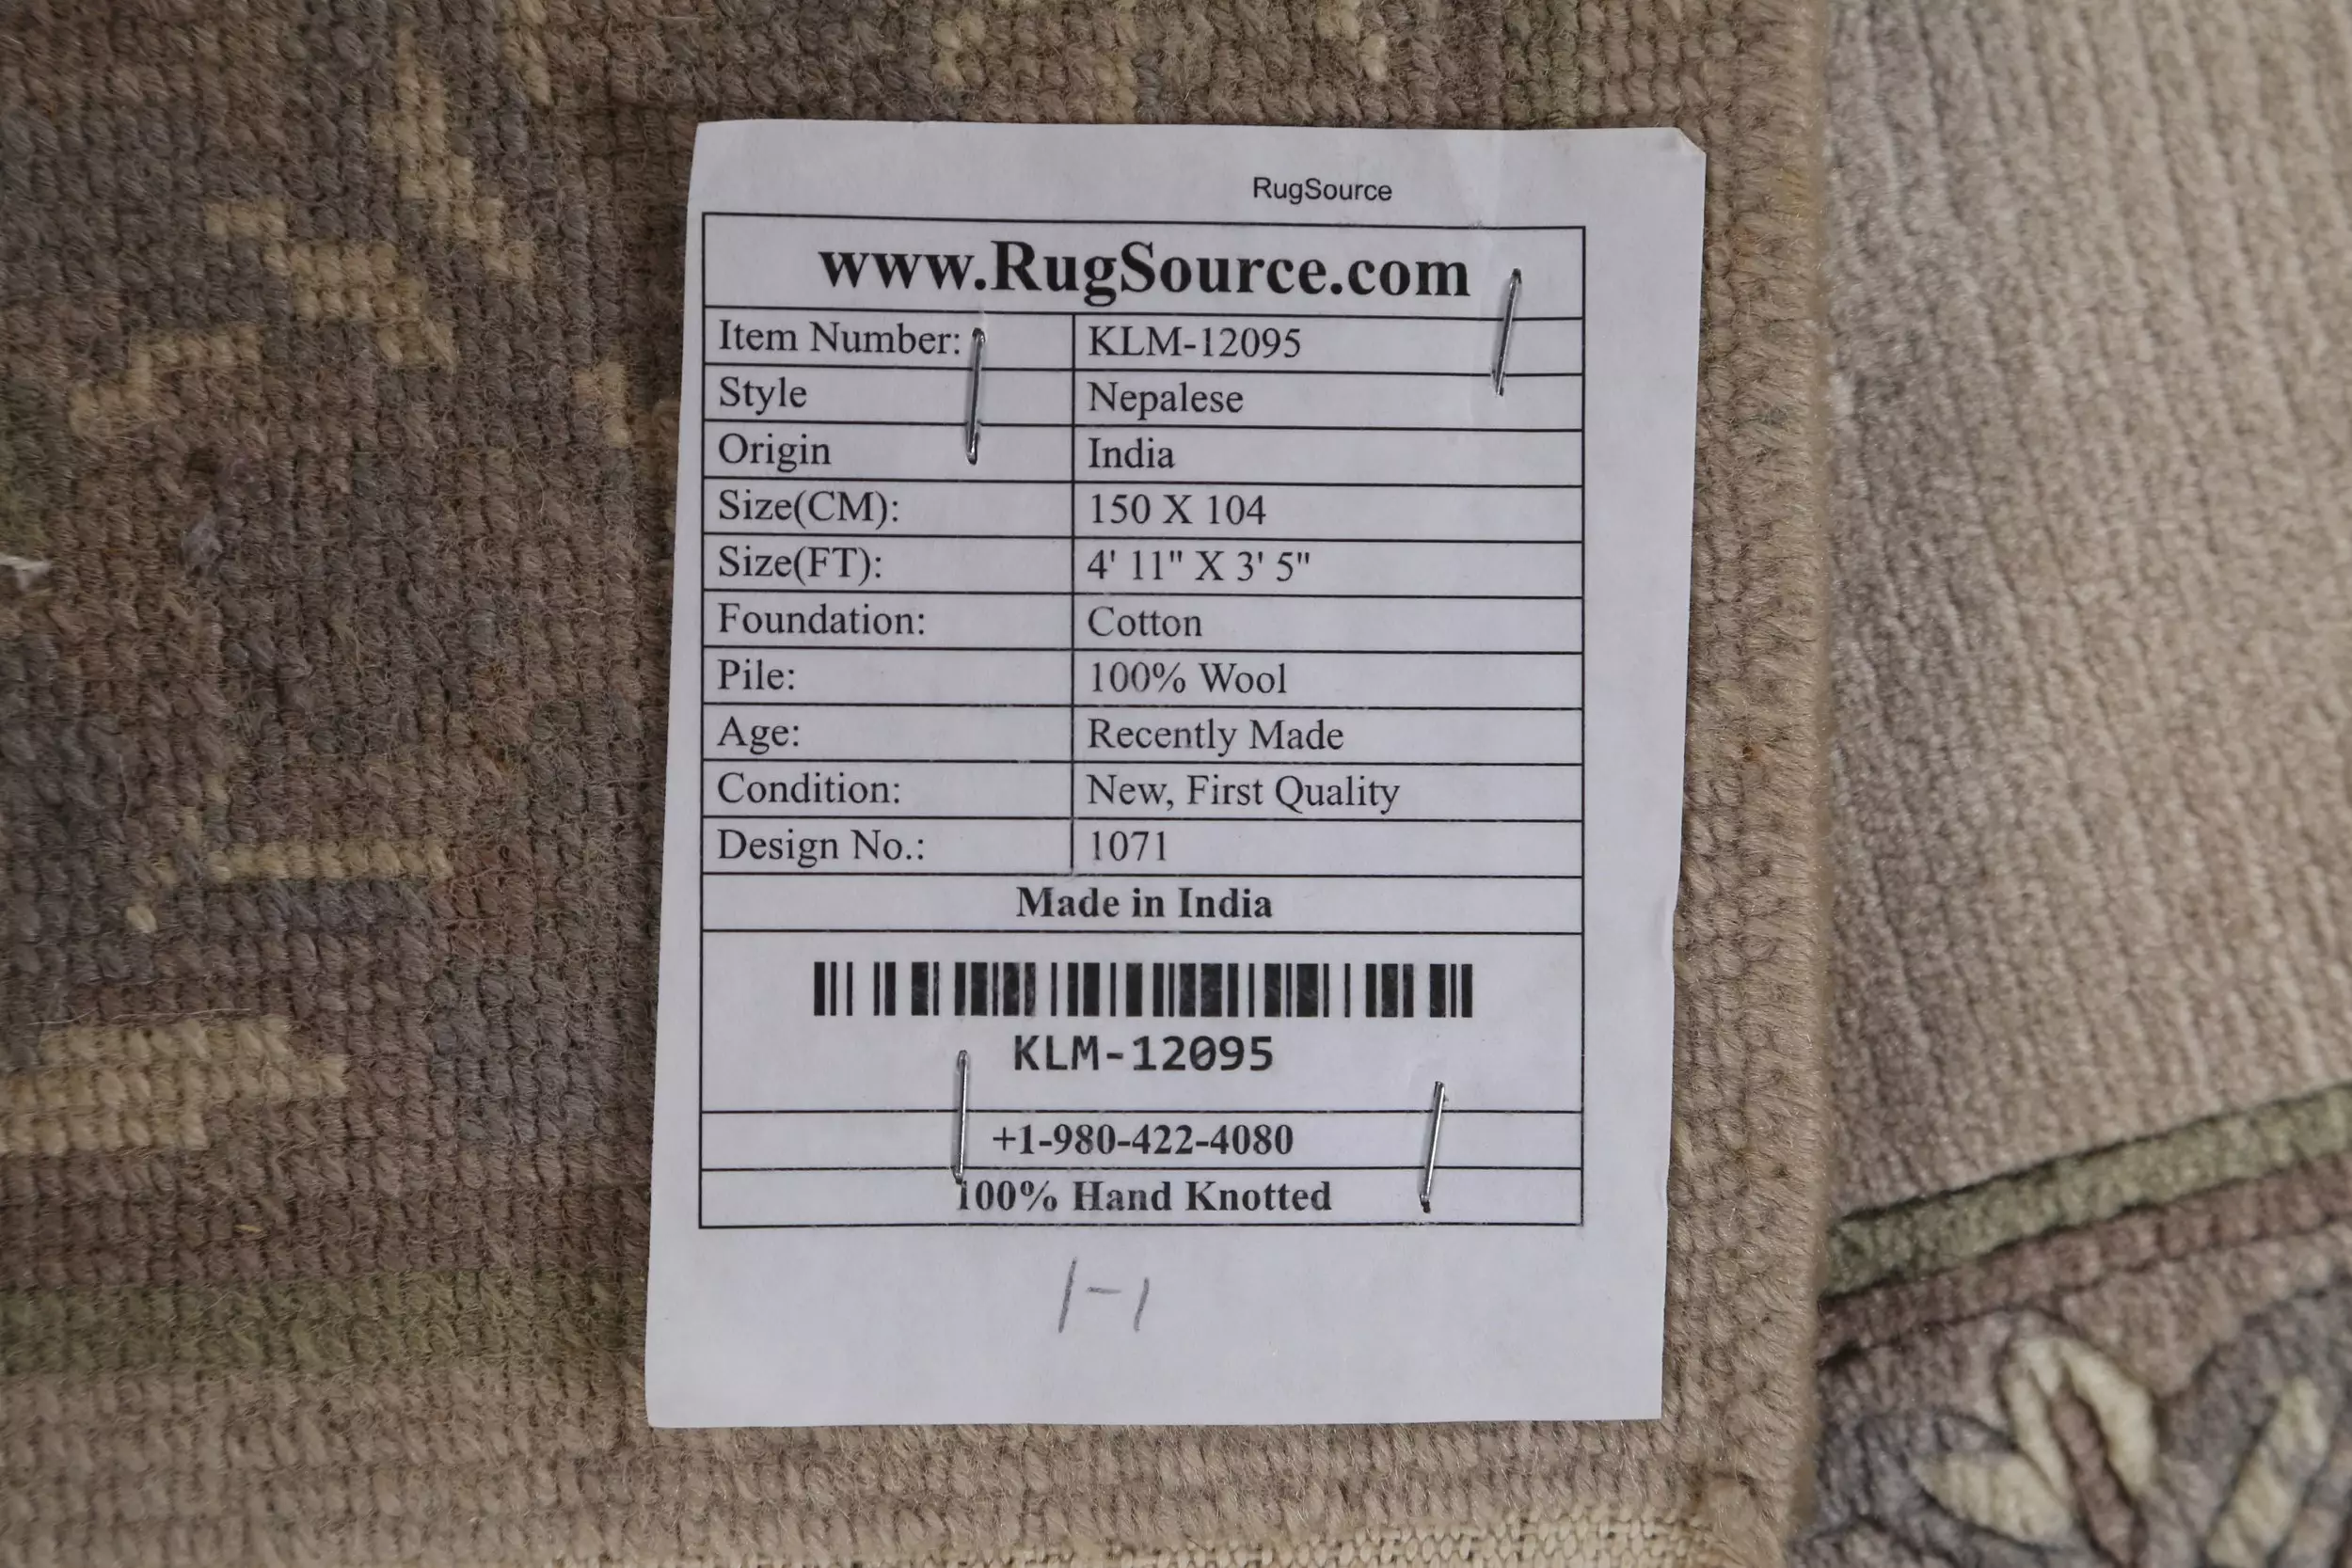 RugSource
www.RugSource.com
Item Number: KLM-12095
Style Nepalese
Origin India
Size(CM): 150 X 104
Size(FT): 4' 11" X 3' 5"
Foundation: Cotton
Pile: 100% Wool
Age: Recently Made
Condition: New, First Quality
Design No.: 1071
Made in India
KLM-12095
+1-980-422-4080
100% Hand Knotted
1-1